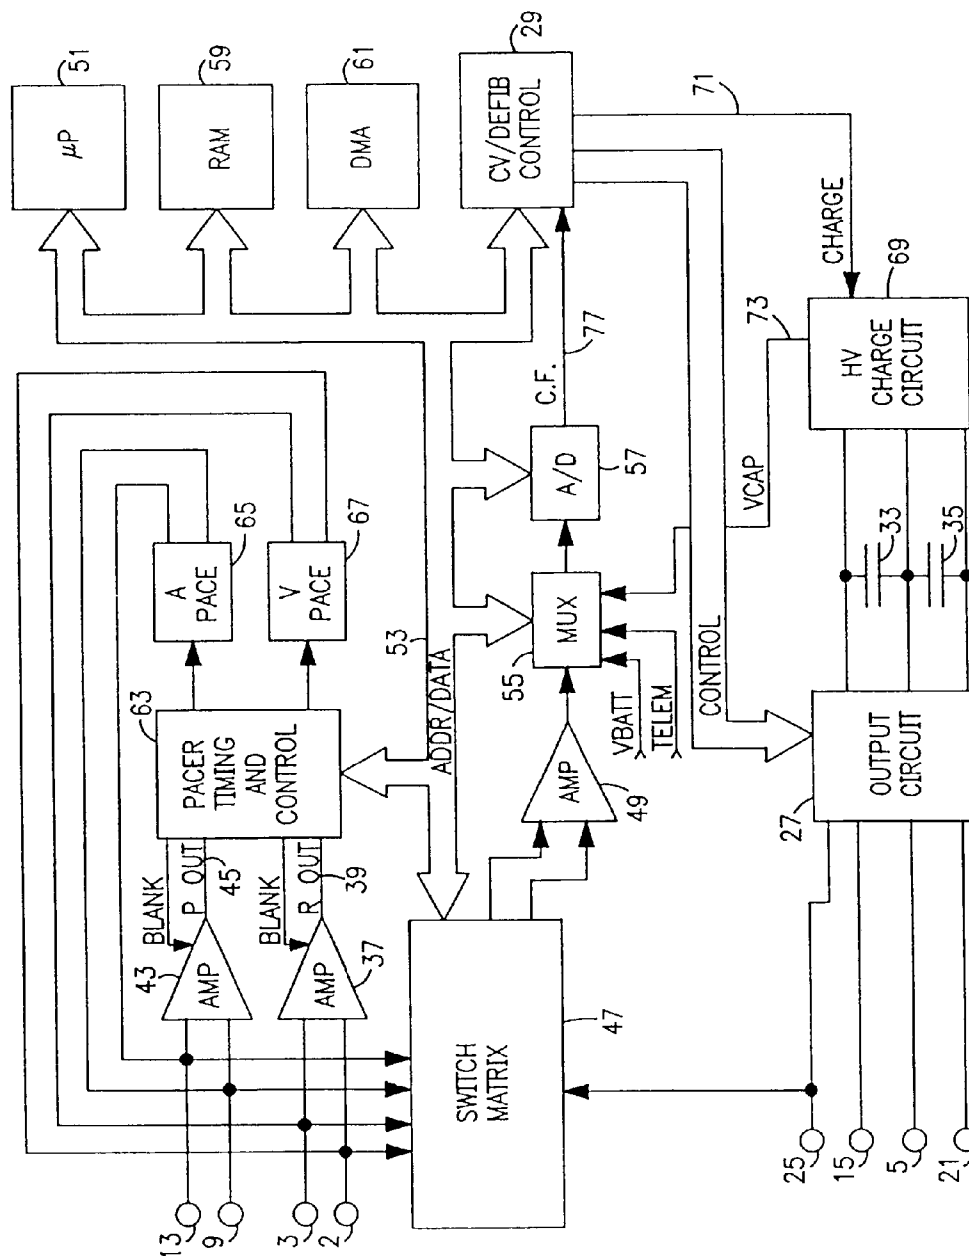 51
μP
59
RAM
61
DMA
29
CV/DEFIB
CONTROL
71
CHARGE
69
HV
CHARGE
CIRCUIT
73
VCAP
77
C.F.
A/D
57
MUX
55
VBATT
TELEM
CONTROL
AMP
49
53
ADDR/DATA
65
A
PACE
67
V
PACE
63
PACER
TIMING
AND
CONTROL
BLANK
P OUT
45
BLANK
R OUT
39
43
AMP
37
AMP
SWITCH
MATRIX
47
33
35
OUTPUT
CIRCUIT
27
13
9
3
2
25
15
5
21